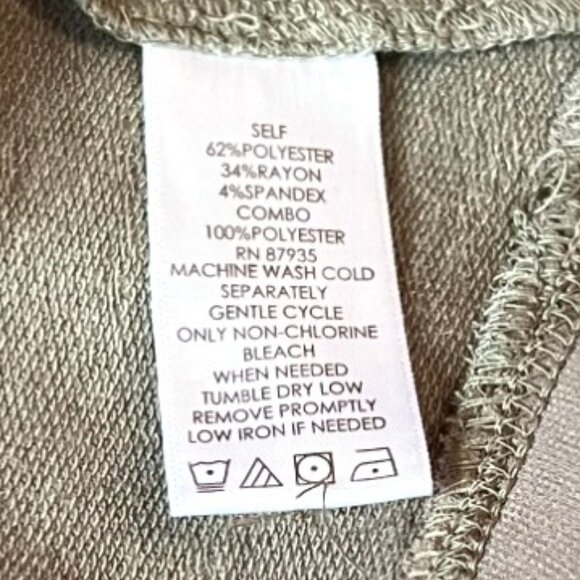 SELF
62%POLYESTER
34%RAYON
4%SPANDEX
COMBO
100%POLYESTER
RN 87935
MACHINE WASH COLD
SEPARATELY
GENTLE CYCLE
ONLY NON-CHLORINE
BLEACH
WHEN NEEDED
TUMBLE DRY LOW
REMOVE PROMPTLY
LOW IRON IF NEEDED